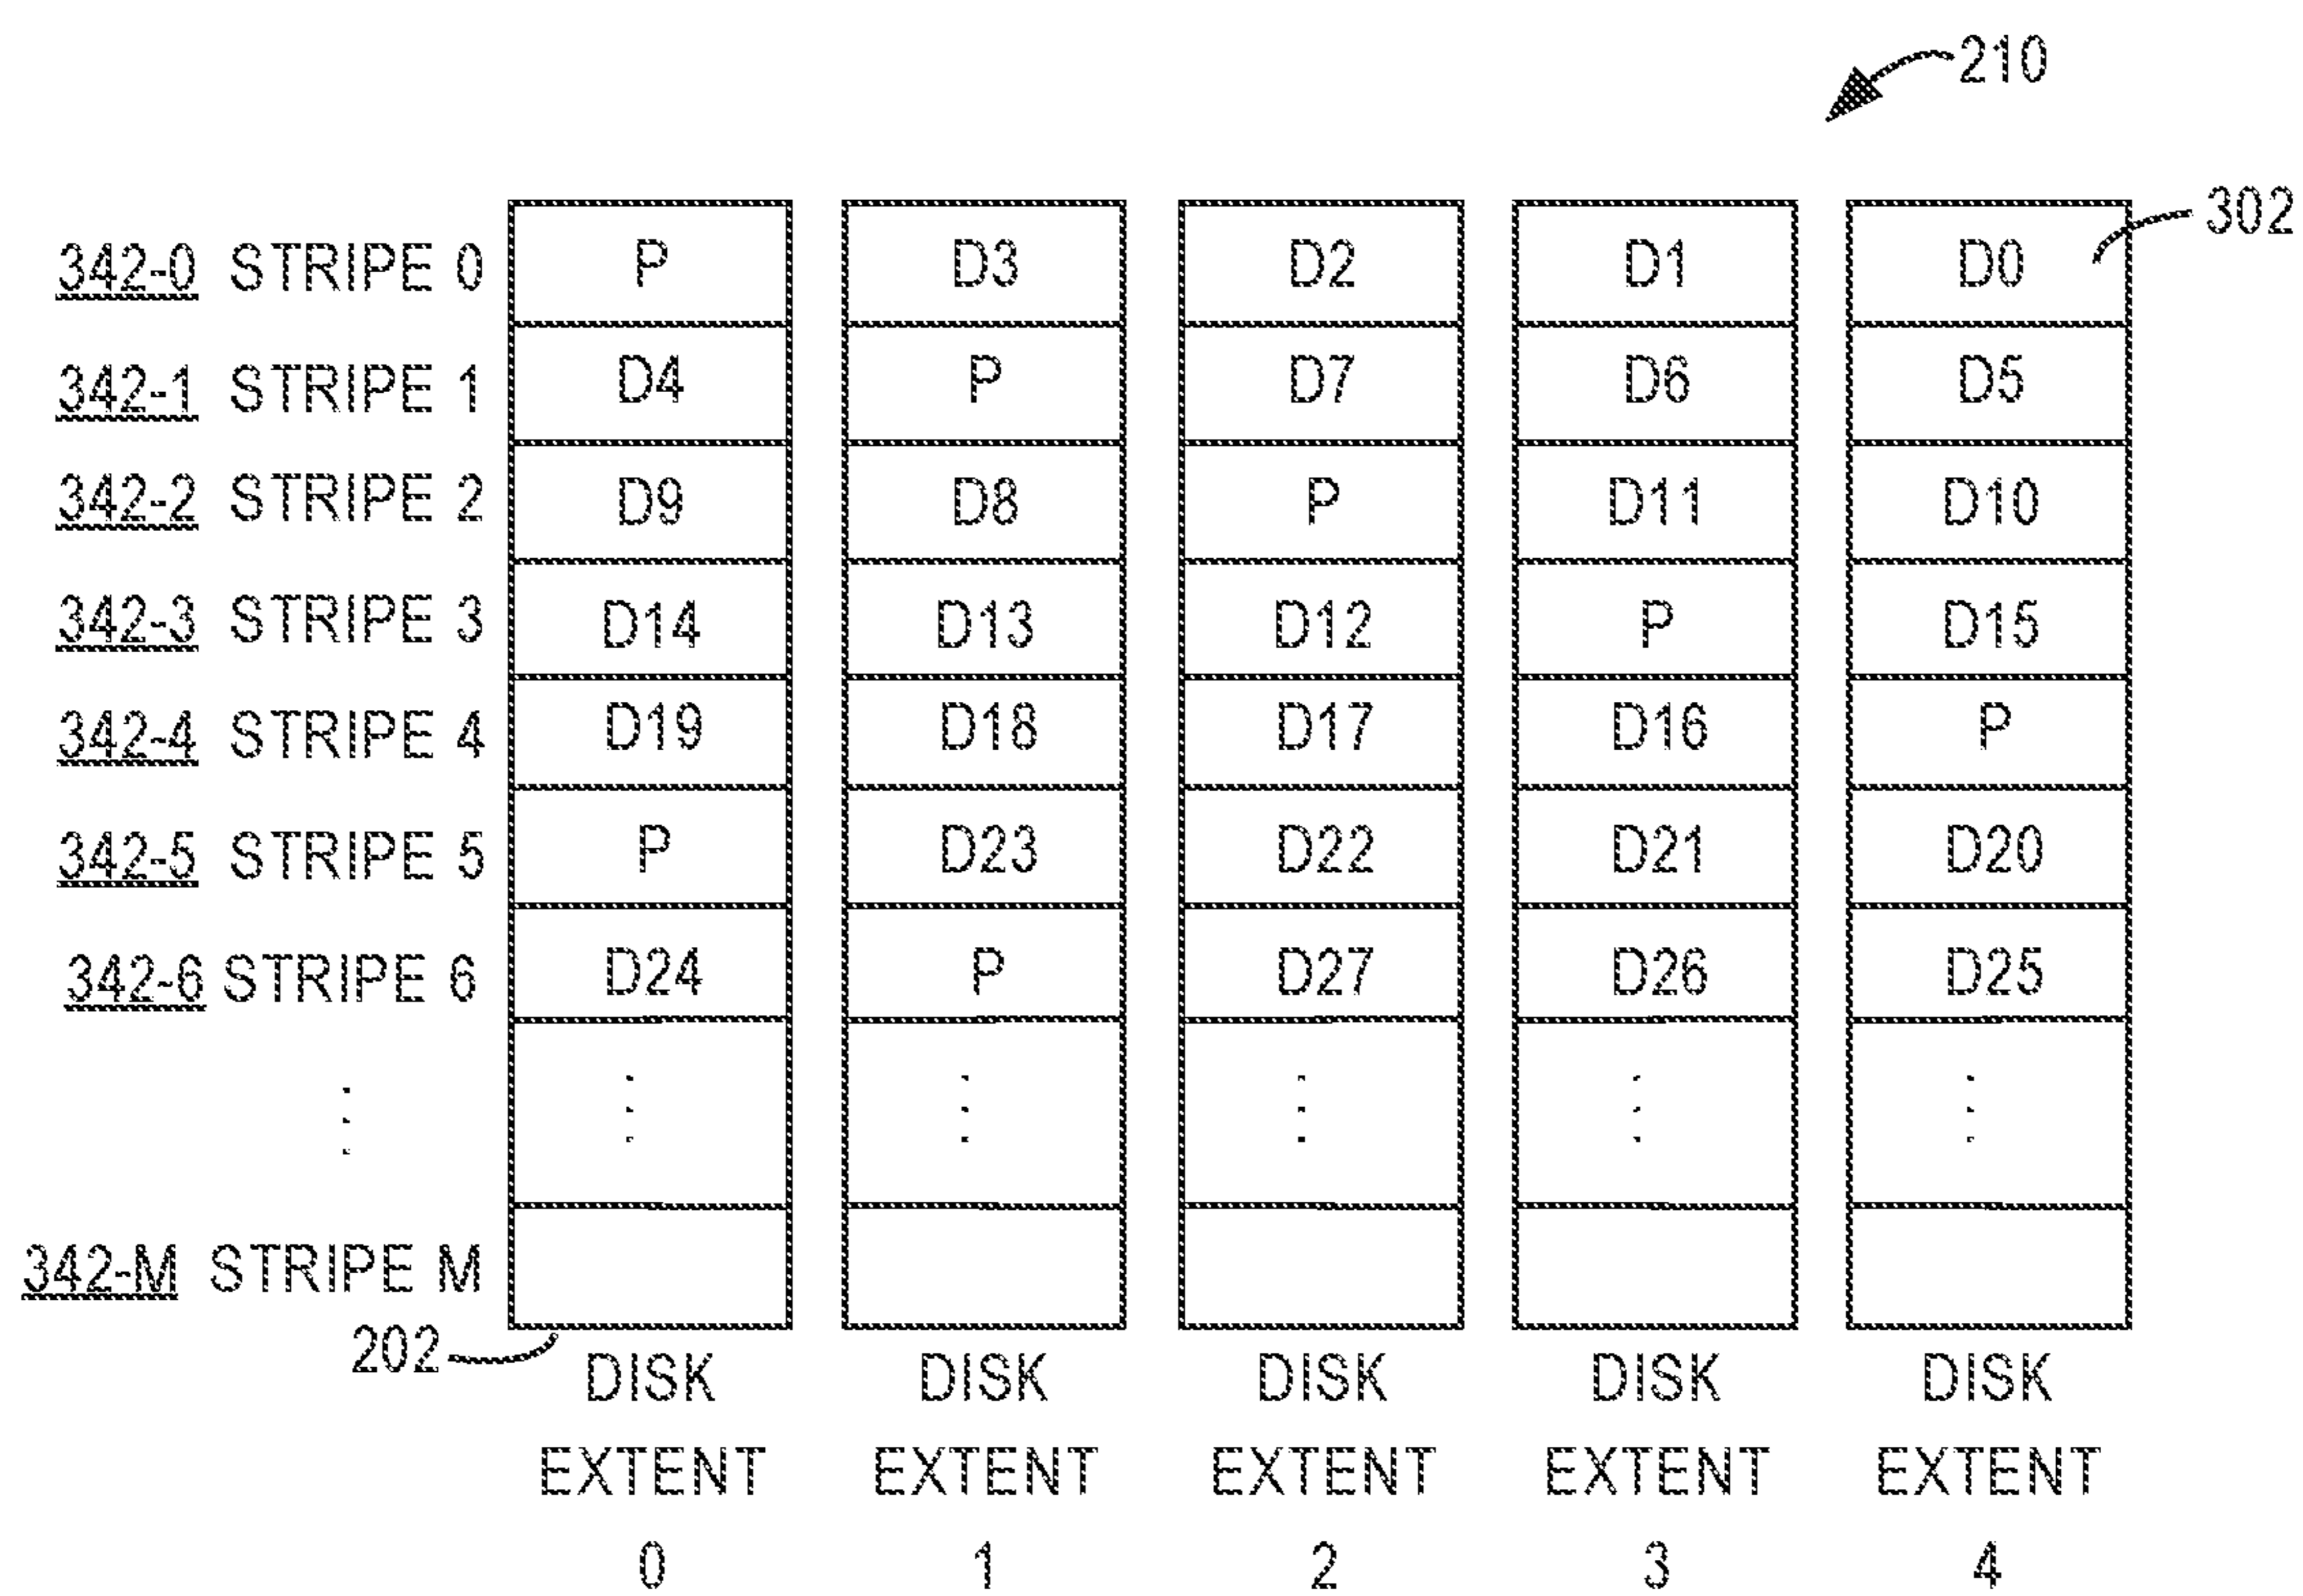 210
302
342-0 STRIPE 0 P D3 D2 D1 D0
342-1 STRIPE 1 D4 P D7 D6 D5
342-2 STRIPE 2 D9 D8 P D11 D10
342-3 STRIPE 3 D14 D13 D12 P D15
342-4 STRIPE 4 D19 D18 D17 D16 P
342-5 STRIPE 5 P D23 D22 D21 D20
342-6 STRIPE 6 D24 P D27 D26 D25
342-M STRIPE M
202
DISK DISK DISK DISK DISK
EXTENT EXTENT EXTENT EXTENT EXTENT
0 1 2 3 4